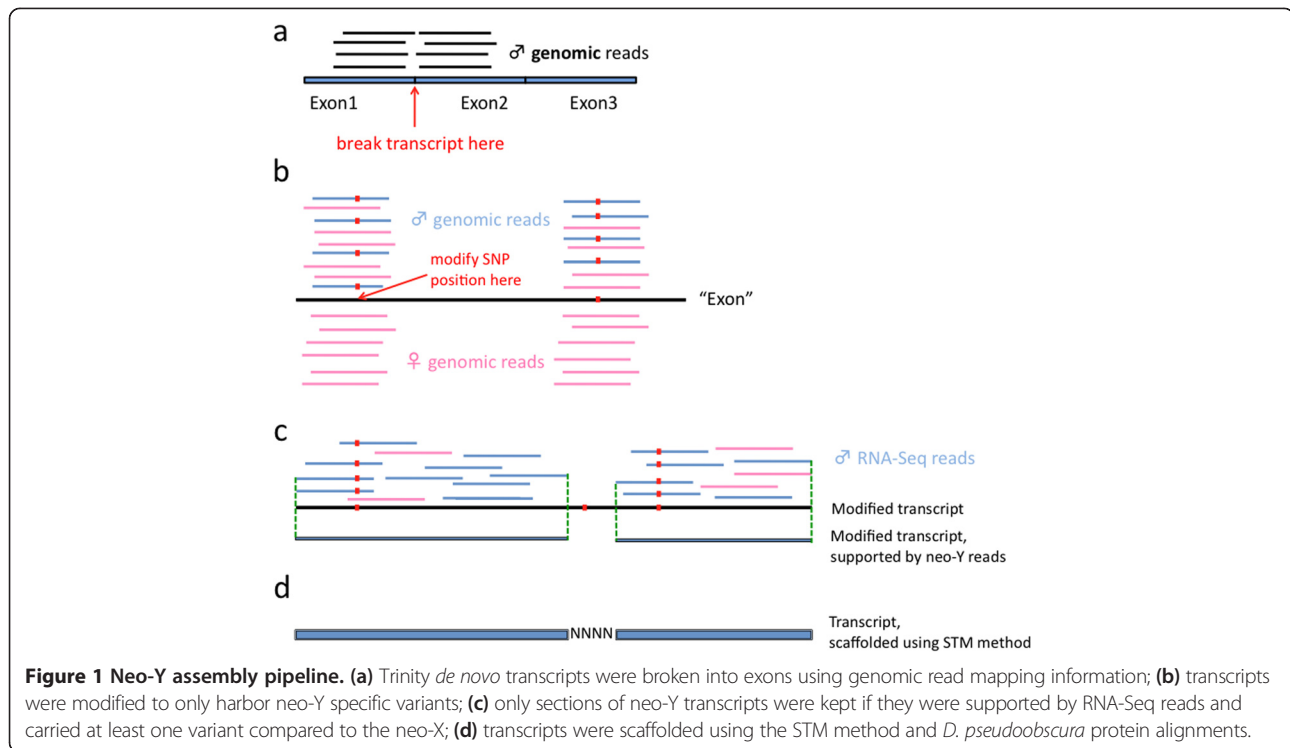 a
♂ genomic reads
Exon1 Exon2 Exon3
break transcript here
b
♂ genomic reads
modify SNP
position here
“Exon”
♀ genomic reads
c
♂ RNA-Seq reads
Modified transcript
Modified transcript,
supported by neo-Y reads
d
NNNN
Transcript,
scaffolded using STM method
Figure 1 Neo-Y assembly pipeline. (a) Trinity de novo transcripts were broken into exons using genomic read mapping information; (b) transcripts
were modified to only harbor neo-Y specific variants; (c) only sections of neo-Y transcripts were kept if they were supported by RNA-Seq reads and
carried at least one variant compared to the neo-X; (d) transcripts were scaffolded using the STM method and D. pseudoobscura protein alignments.